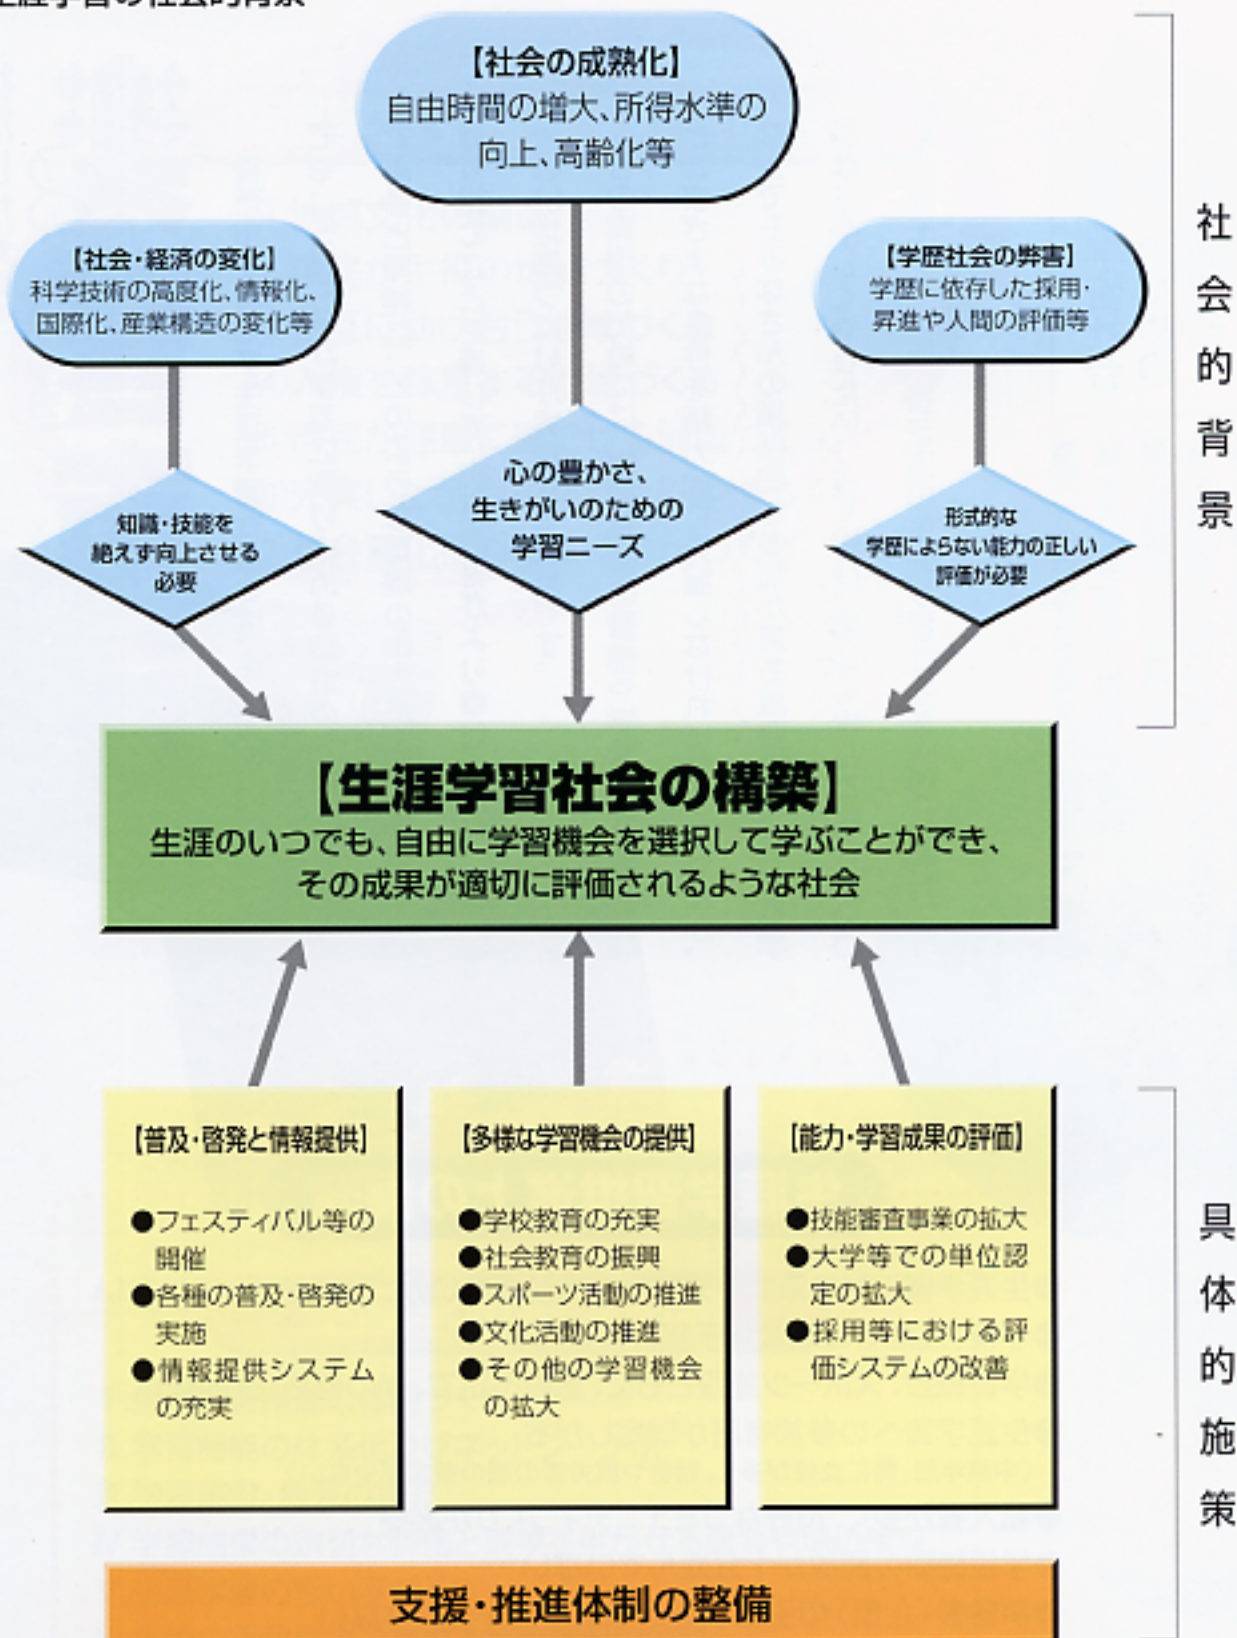 生涯学習の社会的背景
【社会の成熟化】
自由時間の増大、所得水準の
向上、高齢化等
【社会・経済の変化】
科学技術の高度化、情報化、
国際化、産業構造の変化等
【学歴社会の弊害】
学歴に依存した採用・
昇進や人間の評価等
心の豊かさ、
生きがいのための
学習ニーズ
知識・技能を
絶えず向上させる
必要
形式的な
学歴によらない能力の正しい
評価が必要
社会的背景
【生涯学習社会の構築】
生涯のいつでも、自由に学習機会を選択して学ぶことができ、
その成果が適切に評価されるような社会
【普及・啓発と情報提供】
●フェスティバル等の
開催
●各種の普及・啓発の
実施
●情報提供システム
の充実
【多様な学習機会の提供】
●学校教育の充実
●社会教育の振興
●スポーツ活動の推進
●文化活動の推進
●その他の学習機会
の拡大
【能力・学習成果の評価】
●技能審査事業の拡大
●大学等での単位認
定の拡大
●採用等における評
価システムの改善
具体的施策
支援・推進体制の整備